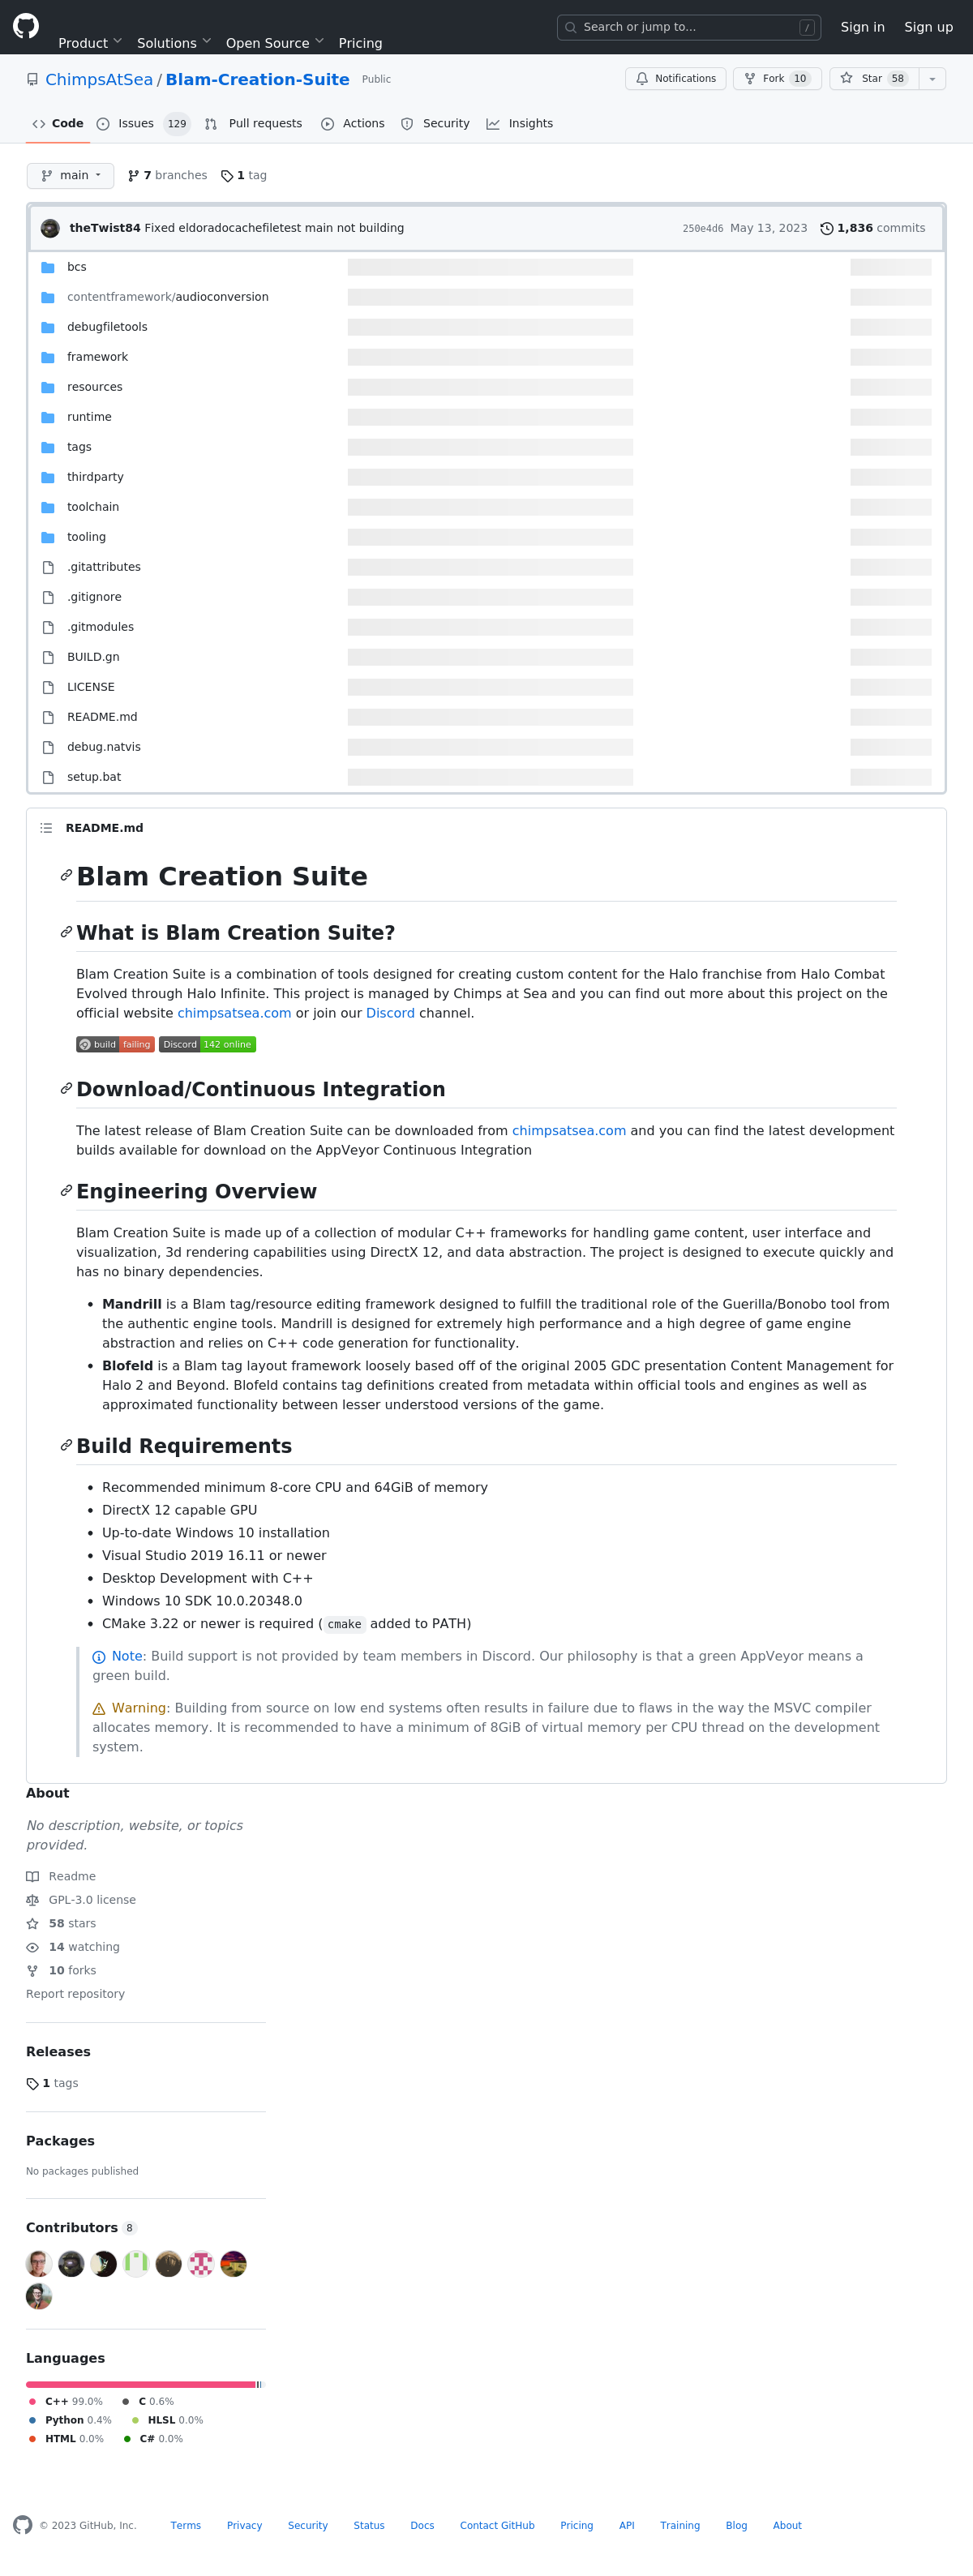 Product Solutions Open Source Pricing Search or jump to... / Sign in Sign up
ChimpsAtSea / Blam-Creation-Suite Public Notifications Fork 10 Star 58
Code Issues 129 Pull requests Actions Security Insights
main 7 branches 1 tag
theTwist84 Fixed eldoradocachefiletest main not building 250e4d6 May 13, 2023 1,836 commits
bcs
contentframework/audioconversion
debugfiletools
framework
resources
runtime
tags
thirdparty
toolchain
tooling
.gitattributes
.gitignore
.gitmodules
BUILD.gn
LICENSE
README.md
debug.natvis
setup.bat
README.md
Blam Creation Suite
What is Blam Creation Suite?
Blam Creation Suite is a combination of tools designed for creating custom content for the Halo franchise from Halo Combat
Evolved through Halo Infinite. This project is managed by Chimps at Sea and you can find out more about this project on the
official website chimpsatsea.com or join our Discord channel.
build failing Discord 142 online
Download/Continuous Integration
The latest release of Blam Creation Suite can be downloaded from chimpsatsea.com and you can find the latest development
builds available for download on the AppVeyor Continuous Integration
Engineering Overview
Blam Creation Suite is made up of a collection of modular C++ frameworks for handling game content, user interface and
visualization, 3d rendering capabilities using DirectX 12, and data abstraction. The project is designed to execute quickly and
has no binary dependencies.
• Mandrill is a Blam tag/resource editing framework designed to fulfill the traditional role of the Guerilla/Bonobo tool from
the authentic engine tools. Mandrill is designed for extremely high performance and a high degree of game engine
abstraction and relies on C++ code generation for functionality.
• Blofeld is a Blam tag layout framework loosely based off of the original 2005 GDC presentation Content Management for
Halo 2 and Beyond. Blofeld contains tag definitions created from metadata within official tools and engines as well as
approximated functionality between lesser understood versions of the game.
Build Requirements
• Recommended minimum 8-core CPU and 64GiB of memory
• DirectX 12 capable GPU
• Up-to-date Windows 10 installation
• Visual Studio 2019 16.11 or newer
• Desktop Development with C++
• Windows 10 SDK 10.0.20348.0
• CMake 3.22 or newer is required ( cmake added to PATH)
Note: Build support is not provided by team members in Discord. Our philosophy is that a green AppVeyor means a
green build.
Warning: Building from source on low end systems often results in failure due to flaws in the way the MSVC compiler
allocates memory. It is recommended to have a minimum of 8GiB of virtual memory per CPU thread on the development
system.
About
No description, website, or topics
provided.
Readme
GPL-3.0 license
58 stars
14 watching
10 forks
Report repository
Releases
1 tags
Packages
No packages published
Contributors 8
Languages
C++ 99.0% C 0.6%
Python 0.4% HLSL 0.0%
HTML 0.0% C# 0.0%
© 2023 GitHub, Inc. Terms Privacy Security Status Docs Contact GitHub Pricing API Training Blog About